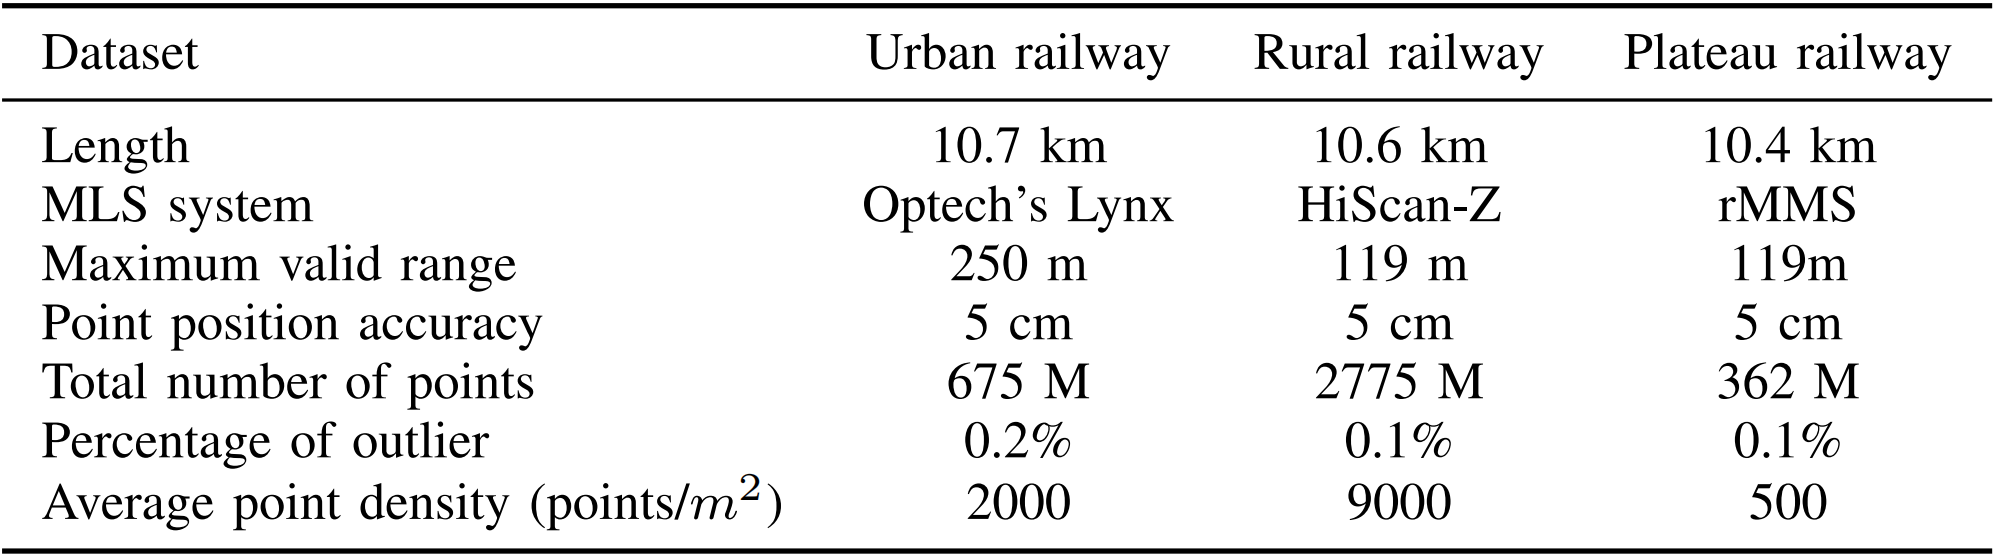 Dataset Urban railway Rural railway Plateau railway
Length 10.7 km 10.6 km 10.4 km
MLS system Optech's Lynx HiScan-Z rMMS
Maximum valid range 250 m 119 m 119m
Point position accuracy 5 cm 5 cm 5 cm
Total number of points 675 M 2775 M 362 M
Percentage of outlier 0.2% 0.1% 0.1%
Average point density (points/m²) 2000 9000 500